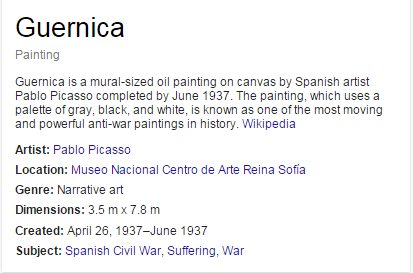 Guernica
Painting
Guernica is a mural-sized oil painting on canvas by Spanish artist
Pablo Picasso completed by June 1937. The painting, which uses a
palette of gray, black, and white, is known as one of the most moving
and powerful anti-war paintings in history. Wikipedia
Artist: Pablo Picasso
Location: Museo Nacional Centro de Arte Reina Sofía
Genre: Narrative art
Dimensions: 3.5 m x 7.8 m
Created: April 26, 1937–June 1937
Subject: Spanish Civil War, Suffering, War